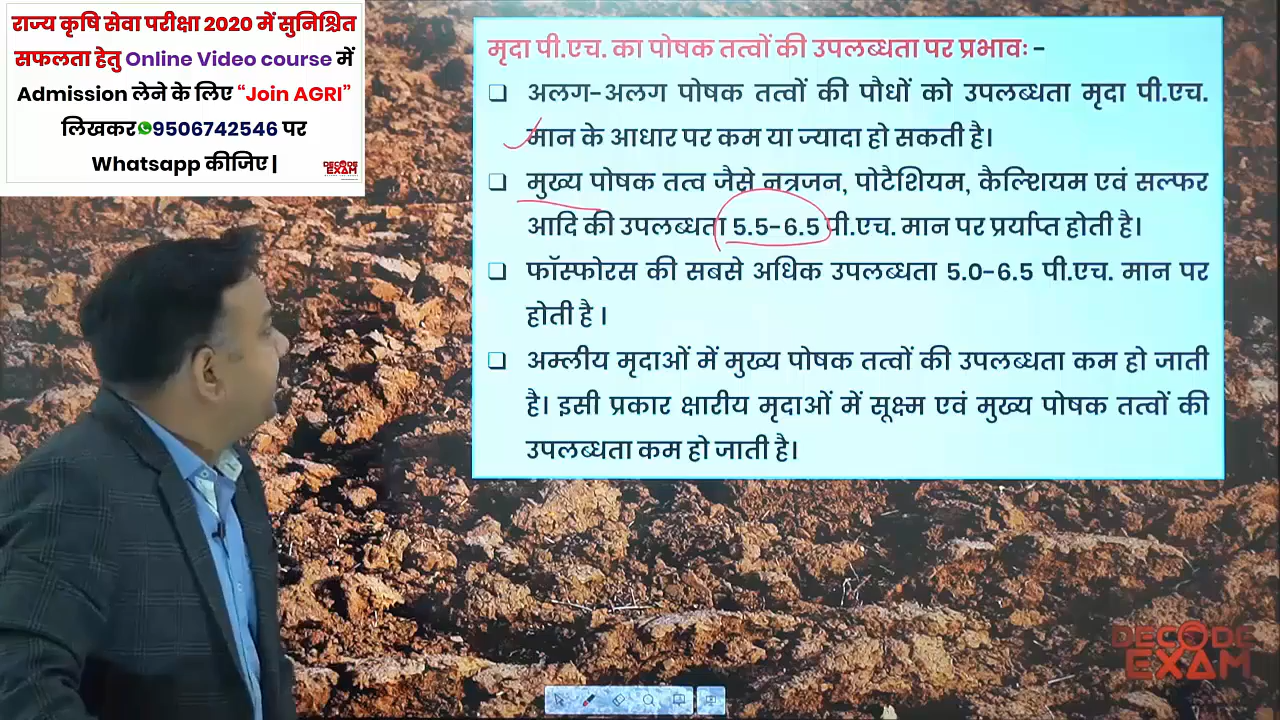 राज्य कृषि सेवा परीक्षा 2020 में सुनिश्चित
सफलता हेतु Online Video course में
Admission लेने के लिए “Join AGRI”
लिखकर 9506742546 पर
Whatsapp कीजिए |
DECODE
EXAM
मृदा पी.एच. का पोषक तत्वों की उपलब्धता पर प्रभावः -
अलग-अलग पोषक तत्वों की पौधों को उपलब्धता मृदा पी.एच.
मान के आधार पर कम या ज्यादा हो सकती है।
मुख्य पोषक तत्व जैसे नत्रजन, पोटैशियम, कैल्शियम एवं सल्फर
आदि की उपलब्धता 5.5-6.5 पी.एच. मान पर प्रर्याप्त होती है।
फॉस्फोरस की सबसे अधिक उपलब्धता 5.0-6.5 पी.एच. मान पर
होती है ।
अम्लीय मृदाओं में मुख्य पोषक तत्वों की उपलब्धता कम हो जाती
है। इसी प्रकार क्षारीय मृदाओं में सूक्ष्म एवं मुख्य पोषक तत्वों की
उपलब्धता कम हो जाती है।
DECODE
EXAM